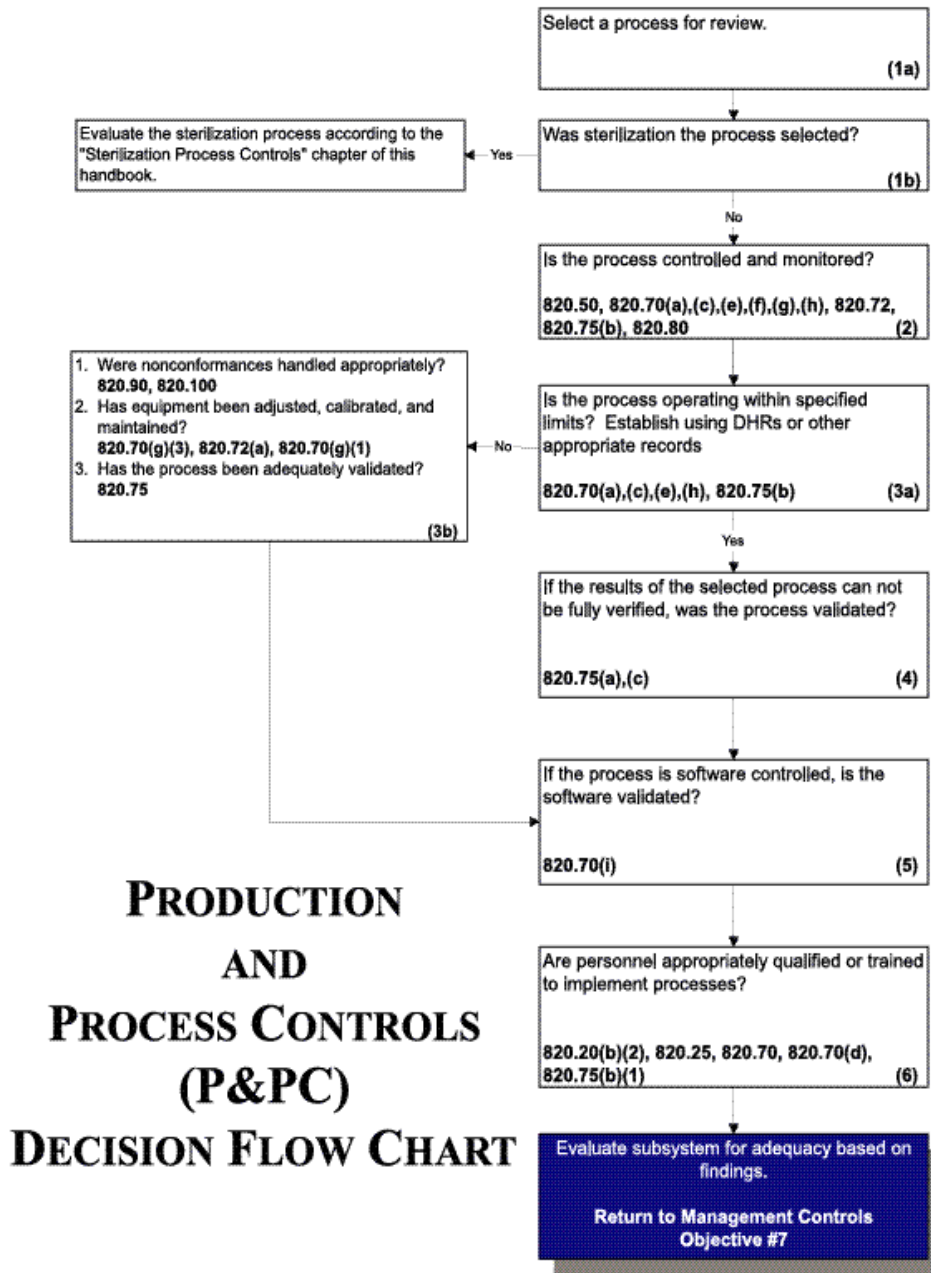 Select a process for review.
(1a)
Evaluate the sterilization process according to the
"Sterilization Process Controls" chapter of this
handbook.
Yes
Was sterilization the process selected?
(1b)
No
Is the process controlled and monitored?
820.50, 820.70(a),(c),(e),(f),(g),(h), 820.72,
820.75(b), 820.80 (2)
1. Were nonconformances handled appropriately?
820.90, 820.100
2. Has equipment been adjusted, calibrated, and
maintained?
820.70(g)(3), 820.72(a), 820.70(g)(1)
3. Has the process been adequately validated?
820.75
(3b)
No
Is the process operating within specified
limits? Establish using DHRs or other
appropriate records
820.70(a),(c),(e),(h), 820.75(b) (3a)
Yes
If the results of the selected process can not
be fully verified, was the process validated?
820.75(a),(c) (4)
If the process is software controlled, is the
software validated?
820.70(i) (5)
PRODUCTION
AND
PROCESS CONTROLS
(P&PC)
DECISION FLOW CHART
Are personnel appropriately qualified or trained
to implement processes?
820.20(b)(2), 820.25, 820.70, 820.70(d),
820.75(b)(1) (6)
Evaluate subsystem for adequacy based on
findings.
Return to Management Controls
Objective #7